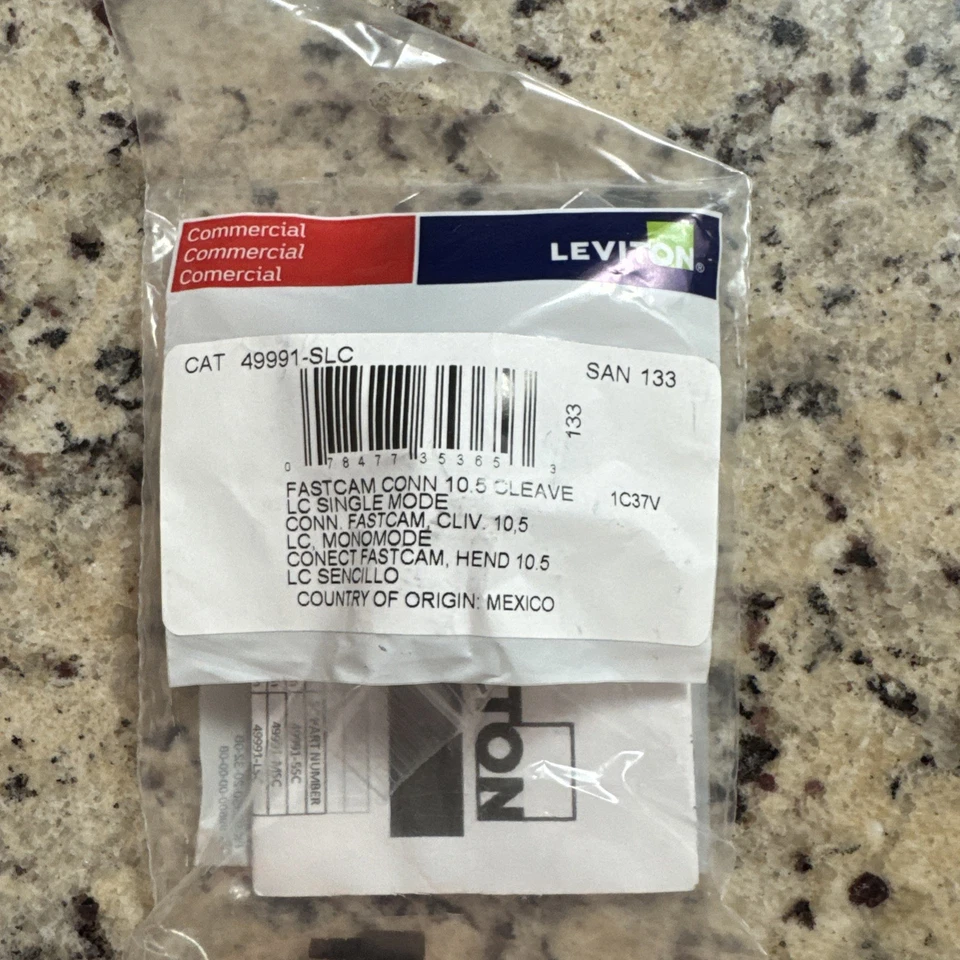 Commercial
Commercial
Comercial
LEVITON®
CAT 49991-SLC
SAN 133
133
0 78477 35365 3
FASTCAM CONN 10.5 CLEAVE
1C37V
LC SINGLE MODE
CONN. FASTCAM, CLIV. 10,5
LC, MONOMODE
CONECTFASTCAM, HEND 10.5
LC SENCILLO
COUNTRY OF ORIGIN: MEXICO
TON
PART NUMBER
49991-SSC
49991-MSC